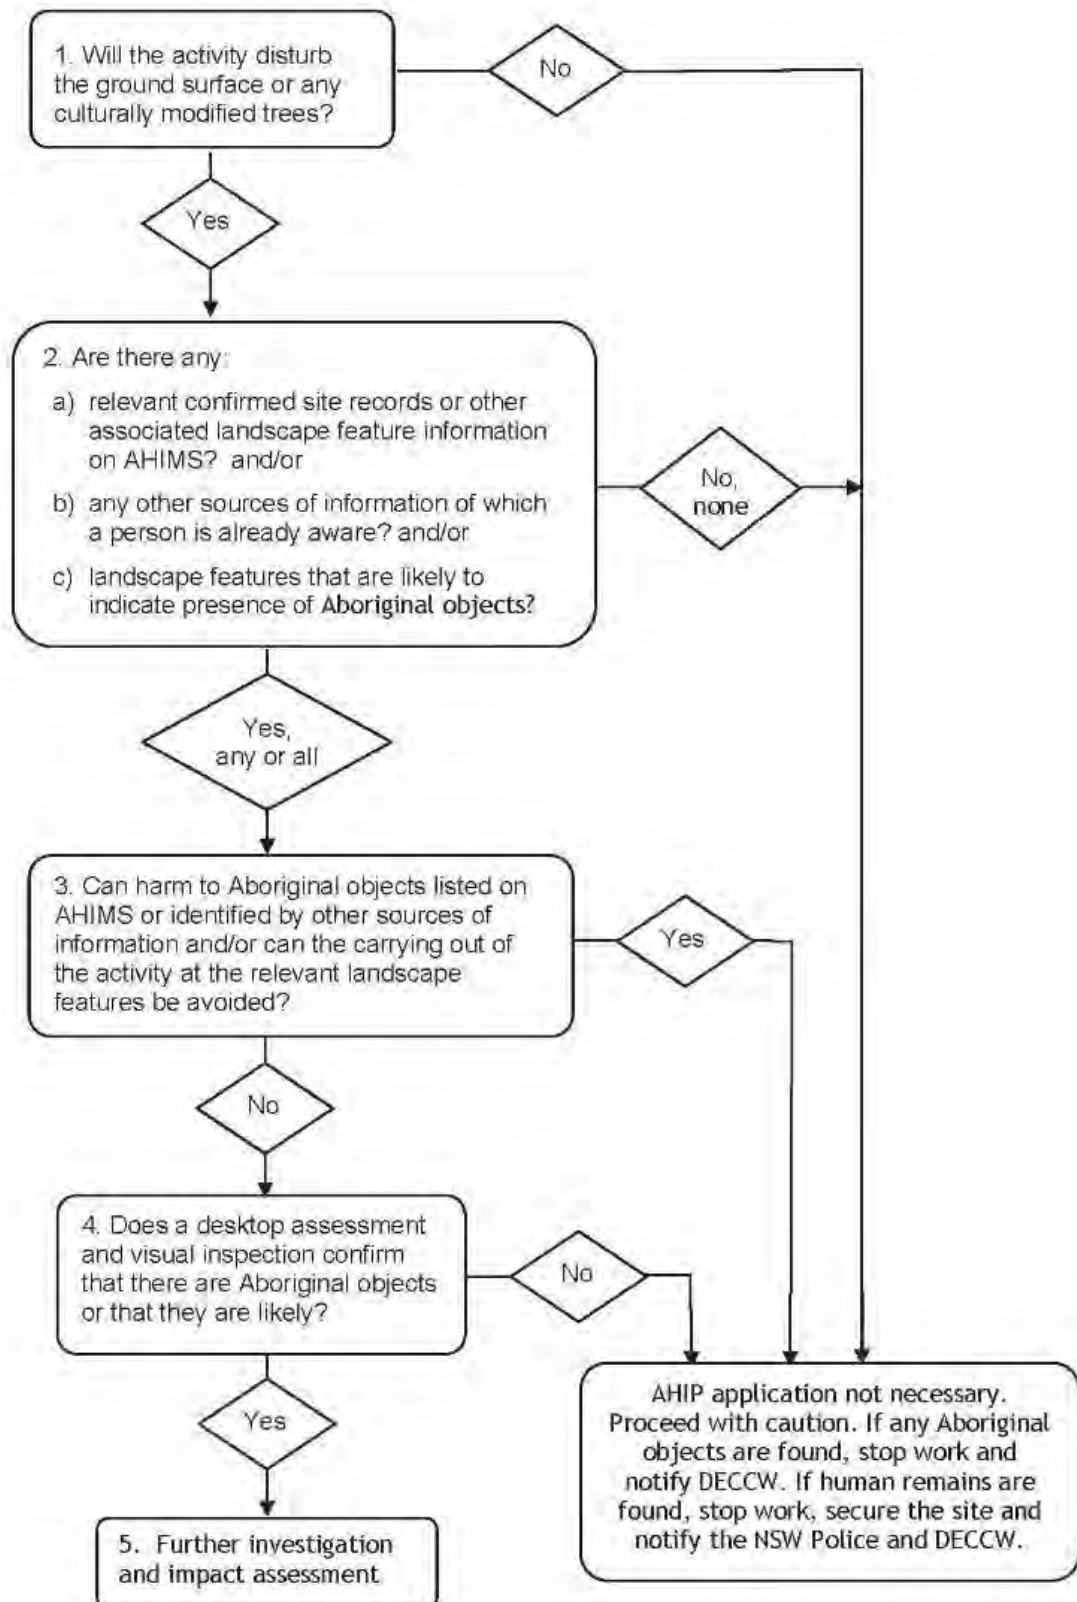 1. Will the activity disturb
the ground surface or any
culturally modified trees?
No
Yes
2. Are there any:
a) relevant confirmed site records or other
associated landscape feature information
on AHIMS? and/or
b) any other sources of information of which
a person is already aware? and/or
c) landscape features that are likely to
indicate presence of Aboriginal objects?
No,
none
Yes,
any or all
3. Can harm to Aboriginal objects listed on
AHIMS or identified by other sources of
information and/or can the carrying out of
the activity at the relevant landscape
features be avoided?
Yes
No
4. Does a desktop assessment
and visual inspection confirm
that there are Aboriginal objects
or that they are likely?
No
Yes
AHIP application not necessary.
Proceed with caution. If any Aboriginal
objects are found, stop work and
notify DECCW. If human remains are
found, stop work, secure the site and
notify the NSW Police and DECCW.
5. Further investigation
and impact assessment